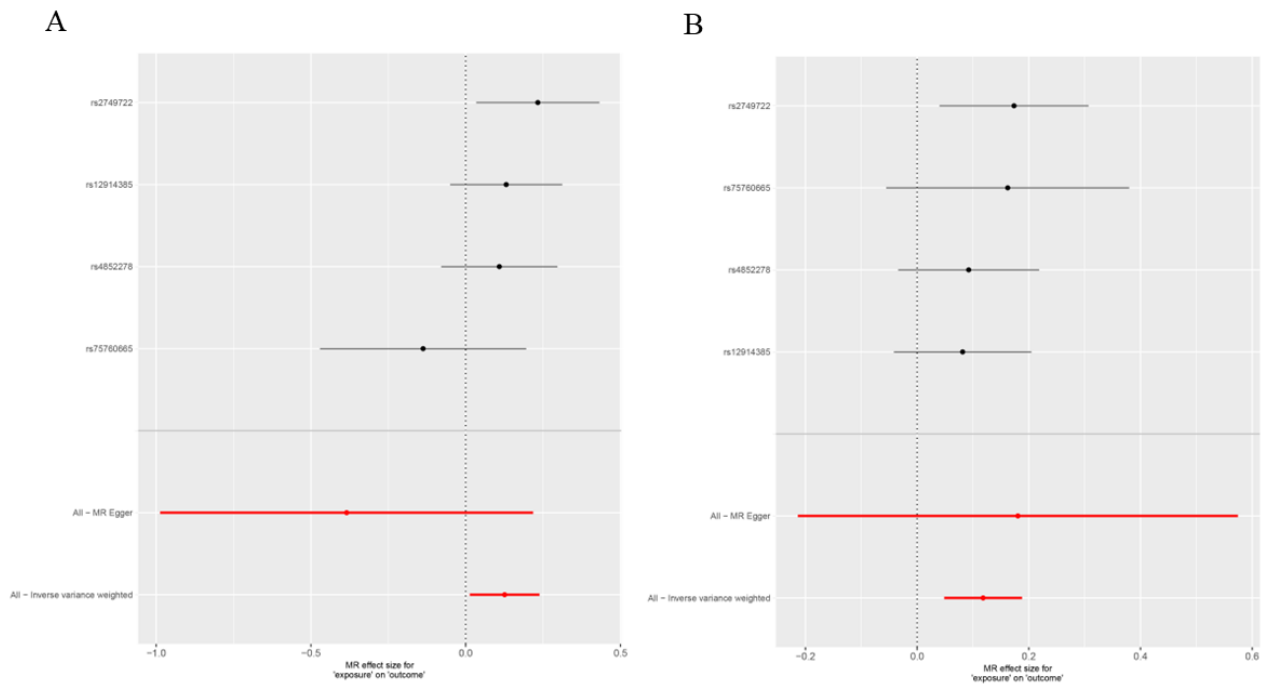 A
rs2749722
rs12914385
rs4852278
rs75760665
All − MR Egger
All − Inverse variance weighted
−1.0 −0.5 0.0 0.5
MR effect size for
'exposure' on 'outcome'
B
rs2749722
rs75760665
rs4852278
rs12914385
All − MR Egger
All − Inverse variance weighted
−0.2 0.0 0.2 0.4 0.6
MR effect size for
'exposure' on 'outcome'